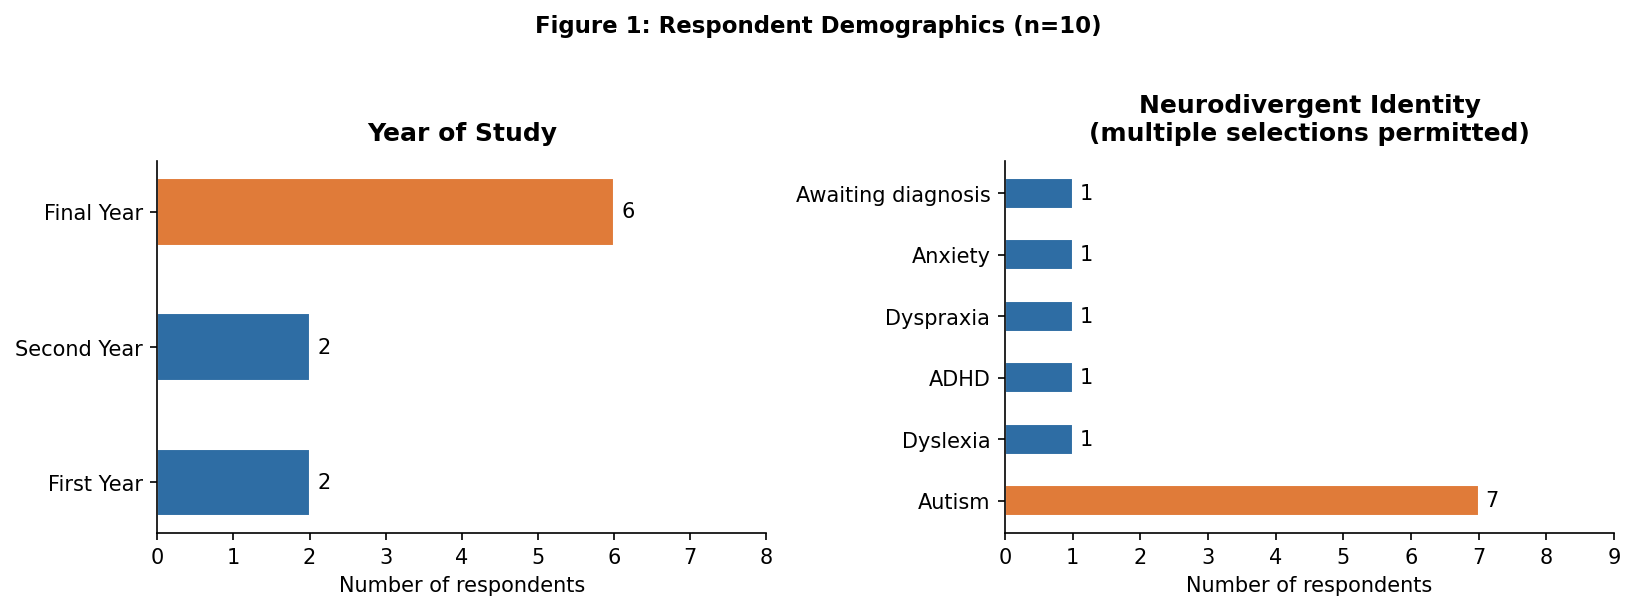 Figure 1: Respondent Demographics (n=10)
Year of Study
Final Year
6
Second Year
2
First Year
2
0 1 2 3 4 5 6 7 8
Number of respondents
Neurodivergent Identity
(multiple selections permitted)
Awaiting diagnosis
1
Anxiety
1
Dyspraxia
1
ADHD
1
Dyslexia
1
Autism
7
0 1 2 3 4 5 6 7 8 9
Number of respondents